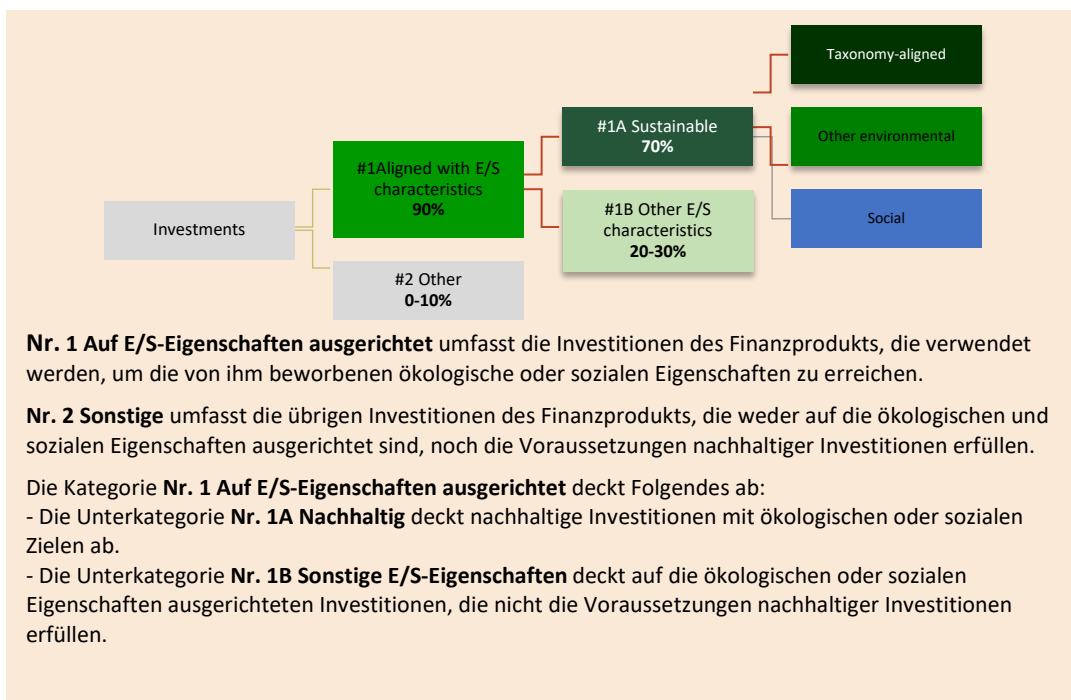 Taxonomy-aligned
#1A Sustainable
70%
Other environmental
#1Aligned with E/S
characteristics
90%
Investments
#1B Other E/S
characteristics
20-30%
Social
#2 Other
0-10%
Nr. 1 Auf E/S-Eigenschaften ausgerichtet umfasst die Investitionen des Finanzprodukts, die verwendet
werden, um die von ihm beworbenen ökologische oder sozialen Eigenschaften zu erreichen.
Nr. 2 Sonstige umfasst die übrigen Investitionen des Finanzprodukts, die weder auf die ökologischen und
sozialen Eigenschaften ausgerichtet sind, noch die Voraussetzungen nachhaltiger Investitionen erfüllen.
Die Kategorie Nr. 1 Auf E/S-Eigenschaften ausgerichtet deckt Folgendes ab:
- Die Unterkategorie Nr. 1A Nachhaltig deckt nachhaltige Investitionen mit ökologischen oder sozialen
Zielen ab.
- Die Unterkategorie Nr. 1B Sonstige E/S-Eigenschaften deckt auf die ökologischen oder sozialen
Eigenschaften ausgerichteten Investitionen, die nicht die Voraussetzungen nachhaltiger Investitionen
erfüllen.